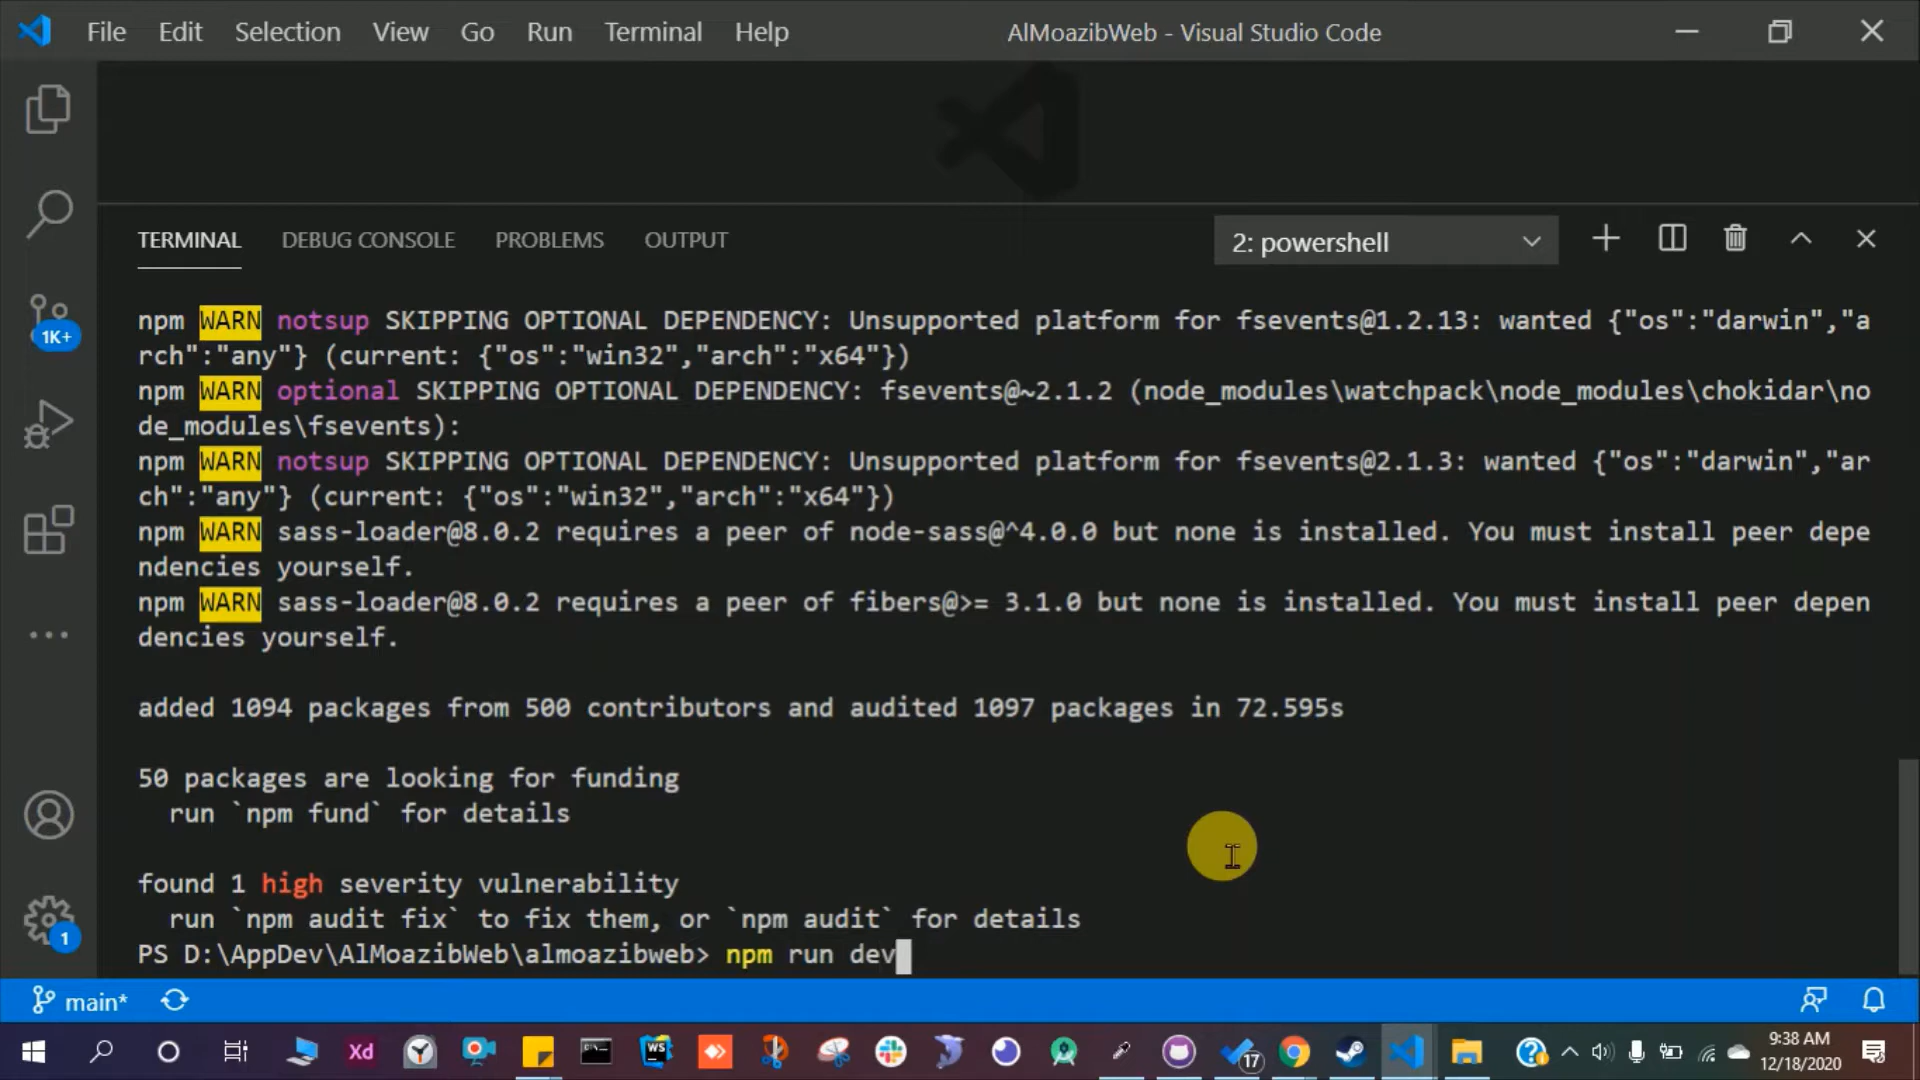 File Edit Selection View Go Run Terminal Help AlMoazibWeb - Visual Studio Code
TERMINAL DEBUG CONSOLE PROBLEMS OUTPUT 2: powershell
npm WARN notsup SKIPPING OPTIONAL DEPENDENCY: Unsupported platform for fsevents@1.2.13: wanted {"os":"darwin","a
rch":"any"} (current: {"os":"win32","arch":"x64"})
npm WARN optional SKIPPING OPTIONAL DEPENDENCY: fsevents@~2.1.2 (node_modules\watchpack\node_modules\chokidar\no
de_modules\fsevents):
npm WARN notsup SKIPPING OPTIONAL DEPENDENCY: Unsupported platform for fsevents@2.1.3: wanted {"os":"darwin","ar
ch":"any"} (current: {"os":"win32","arch":"x64"})
npm WARN sass-loader@8.0.2 requires a peer of node-sass@^4.0.0 but none is installed. You must install peer depe
ndencies yourself.
npm WARN sass-loader@8.0.2 requires a peer of fibers@>= 3.1.0 but none is installed. You must install peer depen
dencies yourself.
added 1094 packages from 500 contributors and audited 1097 packages in 72.595s
50 packages are looking for funding
run `npm fund` for details
found 1 high severity vulnerability
run `npm audit fix` to fix them, or `npm audit` for details
PS D:\AppDev\AlMoazibWeb\almoazibweb> npm run dev
1K+
1
main*
Xd
WS
17
9:38 AM
12/18/2020